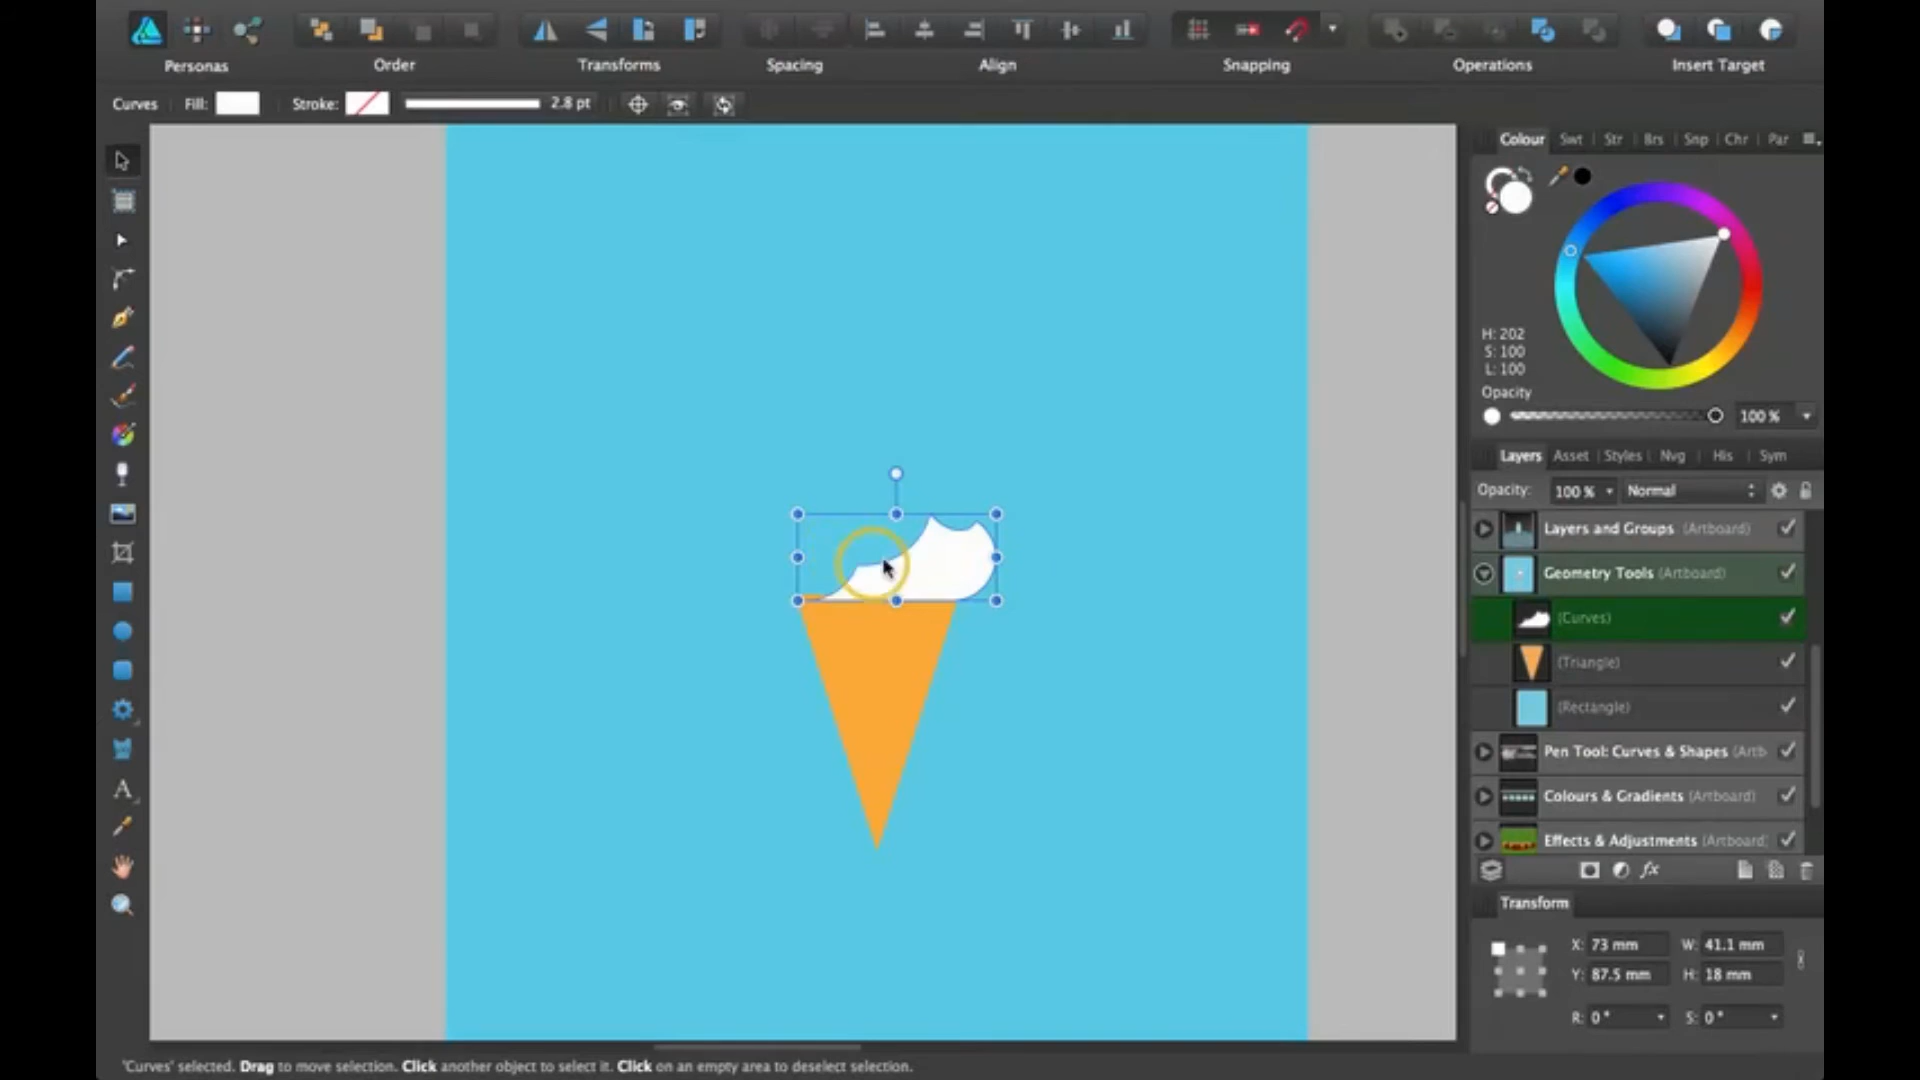 Personas Order Transforms Spacing Align Snapping Operations Insert Target
Curves Fill: Stroke: 2.8 pt
Colour Swt Str Brs Snp Chr Par
H: 202
S: 100
L: 100
Opacity
100 %
Layers Asset Styles Nvg His Sym
Opacity: 100 % Normal
Layers and Groups (Artboard)
Geometry Tools (Artboard)
(Curves)
(Triangle)
(Rectangle)
Pen Tool: Curves & Shapes (Artb
Colours & Gradients (Artboard)
Effects & Adjustments (Artboard)
fx
Transform
X: 73 mm W: 41.1 mm
Y: 87.5 mm H: 18 mm
R: 0 ° S: 0 °
A
'Curves' selected. Drag to move selection. Click another object to select it. Click on an empty area to deselect selection.